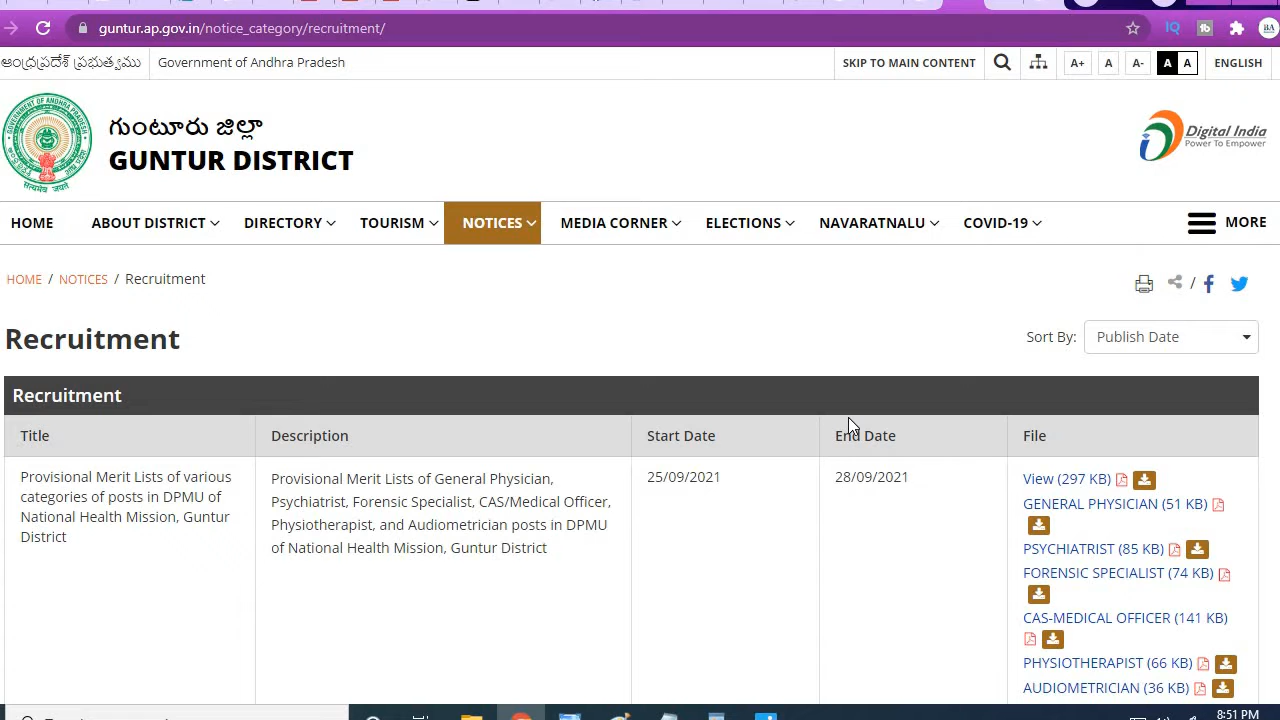 guntur.ap.gov.in/notice_category/recruitment/
ఆంధ్రప్రదేశ్ ప్రభుత్వము Government of Andhra Pradesh SKIP TO MAIN CONTENT A+ A A- A A ENGLISH
గుంటూరు జిల్లా
GUNTUR DISTRICT
Digital India
Power To Empower
सत्यमेव जयते
HOME ABOUT DISTRICT DIRECTORY TOURISM NOTICES MEDIA CORNER ELECTIONS NAVARATNALU COVID-19 MORE
HOME / NOTICES / Recruitment /
Recruitment
Sort By: Publish Date
Recruitment
Title Description Start Date End Date File
Provisional Merit Lists of various
categories of posts in DPMU of
National Health Mission, Guntur
District
Provisional Merit Lists of General Physician,
Psychiatrist, Forensic Specialist, CAS/Medical Officer,
Physiotherapist, and Audiometrician posts in DPMU
of National Health Mission, Guntur District
25/09/2021
28/09/2021
View (297 KB)
GENERAL PHYSICIAN (51 KB)
PSYCHIATRIST (85 KB)
FORENSIC SPECIALIST (74 KB)
CAS-MEDICAL OFFICER (141 KB)
PHYSIOTHERAPIST (66 KB)
AUDIOMETRICIAN (36 KB)
8:51 PM